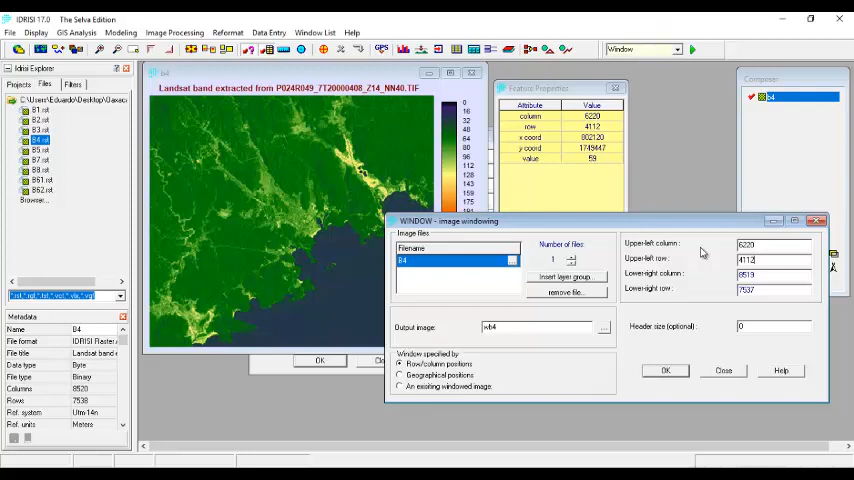 IDRISI 17.0  The Selva Edition
File Display GIS Analysis Modeling Image Processing Reformat Data Entry Window List Help
GPS
Window
Idrisi Explorer
Projects Files Filters
C:\Users\Eduardo\Desktop\Oaxaca
B1.rst
B2.rst
B3.rst
B4.rst
B5.rst
B7.rst
B8.rst
B61.rst
B62.rst
Browse...
Metadata
Name B4
File format IDRISI Raster
File title Landsat band e
Data type Byte
File type Binary
Columns 8520
Rows 7538
Ref. system Utm-14n
Ref. units Meters
b4
Landsat band extracted from P024R049_7T20000408_Z14_NN40.TIF
0
16
32
48
64
80
96
112
128
143
159
175
191
Feature Properties
Attribute Value
column 6220
row 4112
x coord 802120
y coord 1749447
value 59
Composer
b4
OK
WINDOW - image windowing
Image files
Filename
B4
Number of files:
1
Insert layer group...
remove file...
Upper-left column : 6220
Upper-left row : 4112
Lower-right column : 8519
Lower-right row : 7537
Output image: wb4
...
Header size (optional) : 0
Window specified by
Row/column positions
Geographical positions
An existing windowed image:
OK Close Help